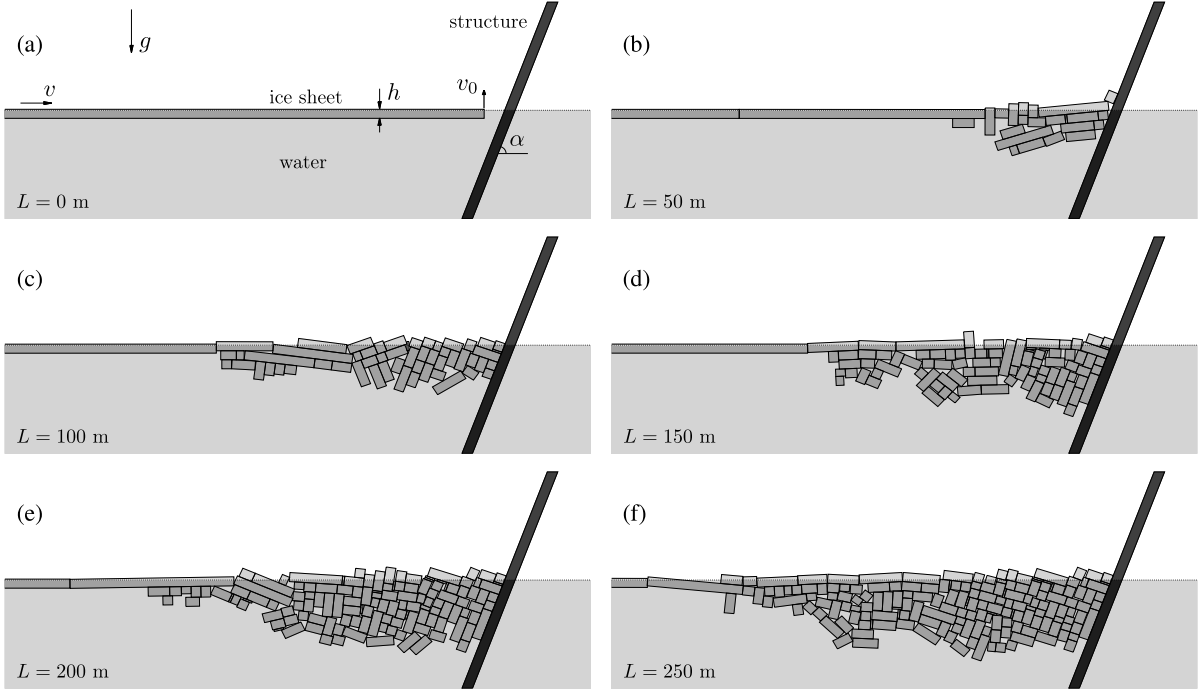 (a)
g
structure
v
ice sheet
h
v₀
α
water
L = 0 m
(b)
L = 50 m
(c)
L = 100 m
(d)
L = 150 m
(e)
L = 200 m
(f)
L = 250 m